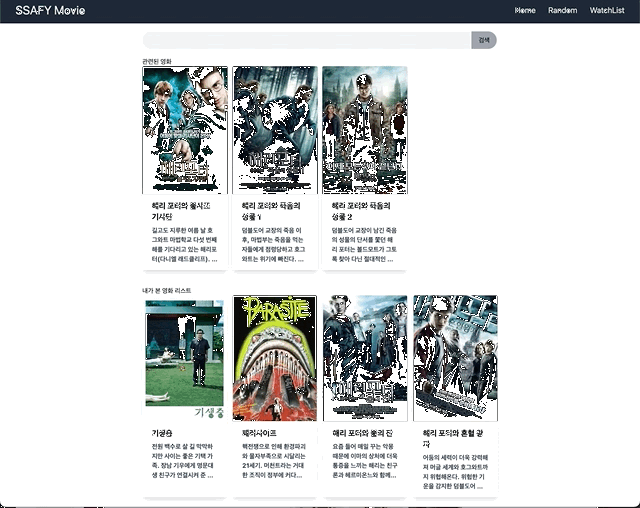 SSAFY Movie
Home Random WatchList
검색
관련된 영화
해리 포터와 불사조
기사단
길고도 지루한 여름 날 호
그와트 마법학교 다섯 번째
해를 기다리고 있는 해리포
터(다니엘 래드클리프). ...
해리 포터와 죽음의
성물 1
덤블도어 교장의 죽음 이
후, 마법부는 죽음을 먹는
자들에게 점령당하고 호그
와트는 위기에 빠진다. ...
해리 포터와 죽음의
성물 2
덤블도어 교장이 남긴 죽음
의 성물의 단서를 쫓던 해
리 포터는 볼드모트가 그토
록 찾아 다닌 절대적인 ...
내가 본 영화 리스트
기생충
PARASITE
기생충
전원 백수로 살 길 막막하
지만 사이는 좋은 기택 가
족. 장남 기우에게 명문대
생 친구가 연결시켜 준 ...
패러사이트
핵전쟁으로 인해 환경파괴
와 물자부족으로 시달리는
21세기. 머천트라는 거대
한 조직이 정부에 커다...
해리 포터와 불의 잔
요즘 들어 매일 꾸는 악몽
때문에 이마의 상처에 더욱
통증을 느끼는 해리는 친구
론과 헤르미온느와 함께...
해리 포터와 혼혈 왕
자
어둠의 세력이 더욱 강력해
져 머글 세계와 호그와트까
지 위협해온다. 위험한 기
운을 감지한 덤블도어 ...